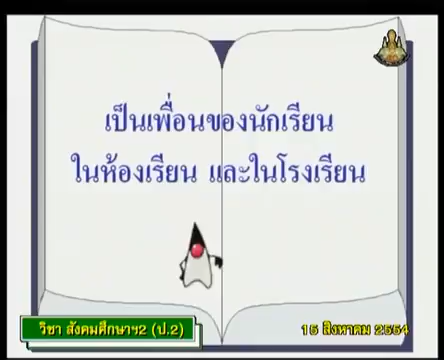 เป็นเพื่อนของนักเรียน
ในห้องเรียน และในโรงเรียน
วิชา สังคมศึกษาฯ2 (ป.2)
15 สิงหาคม 2554